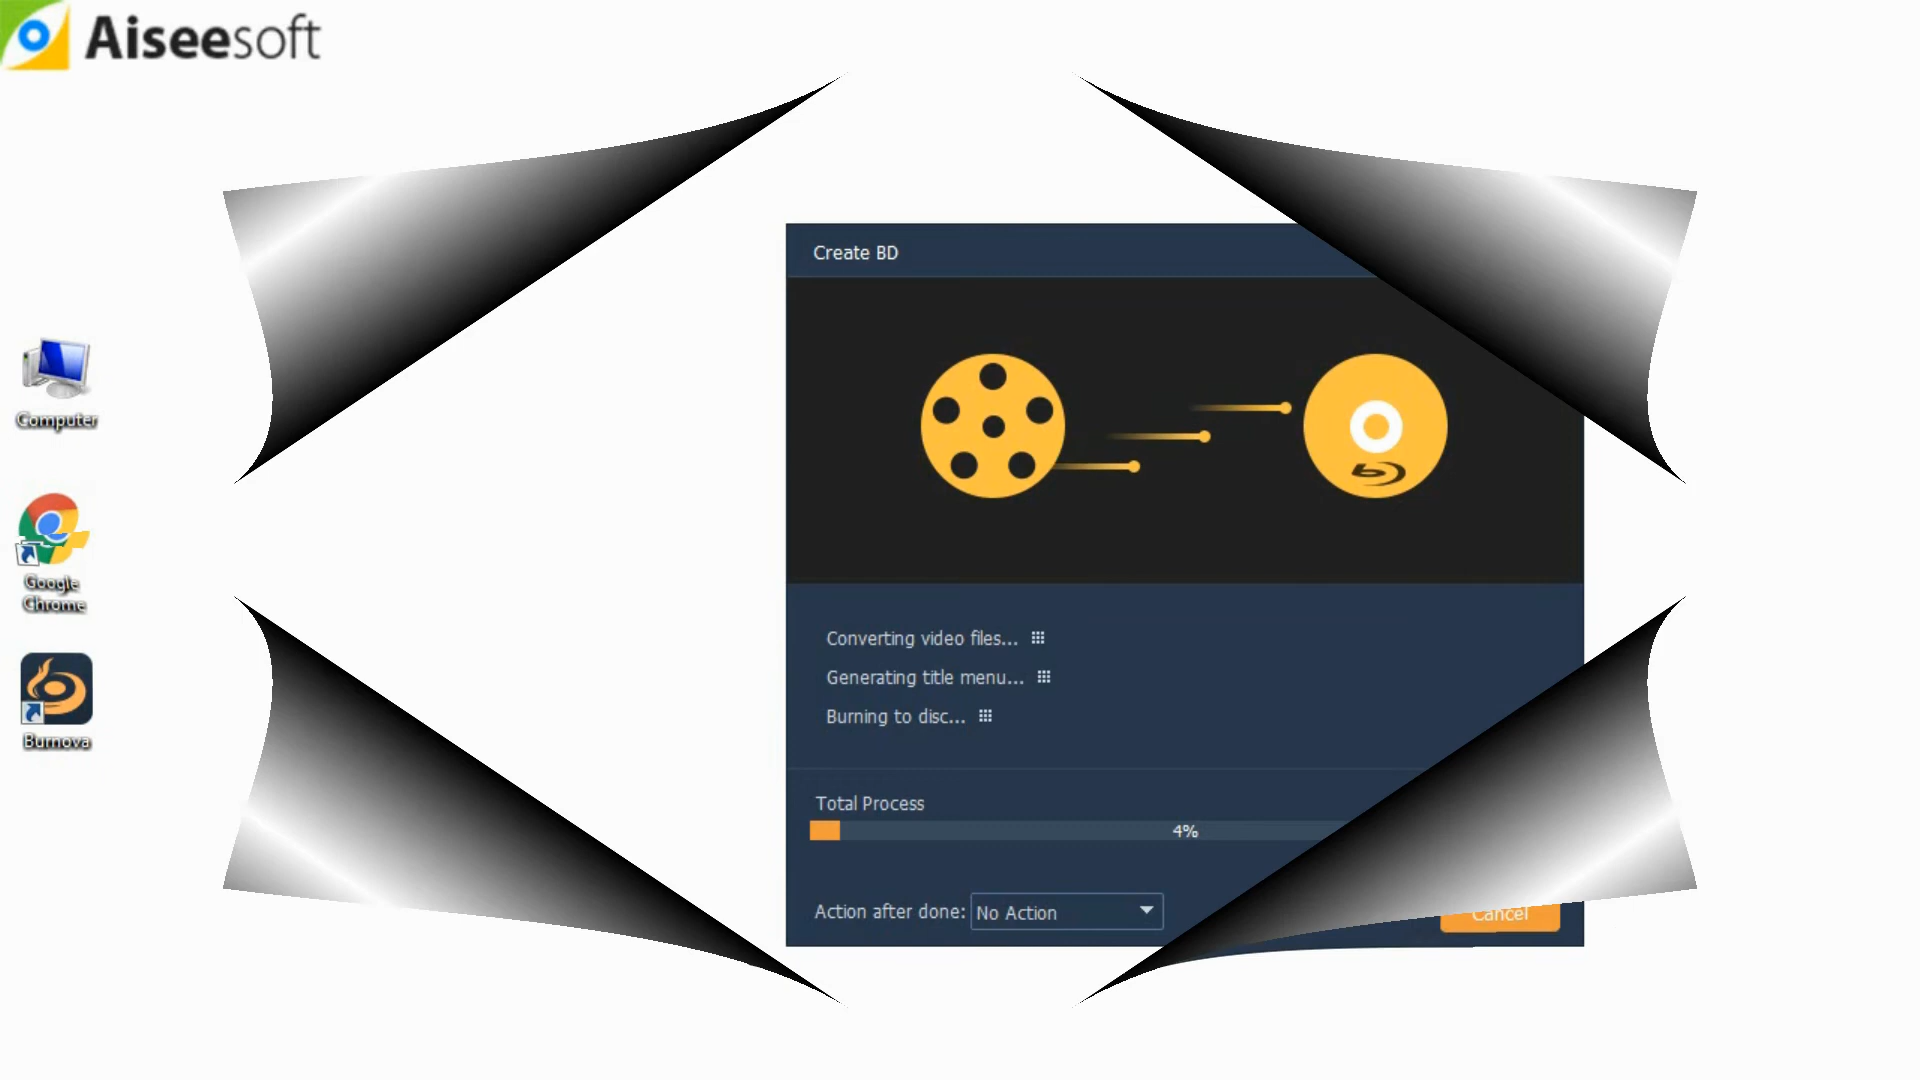 Aiseesoft
Computer
Google
Chrome
Burnova
Create BD
Converting video files...
Generating title menu...
Burning to disc...
Total Process
4%
Action after done: No Action
Cancel